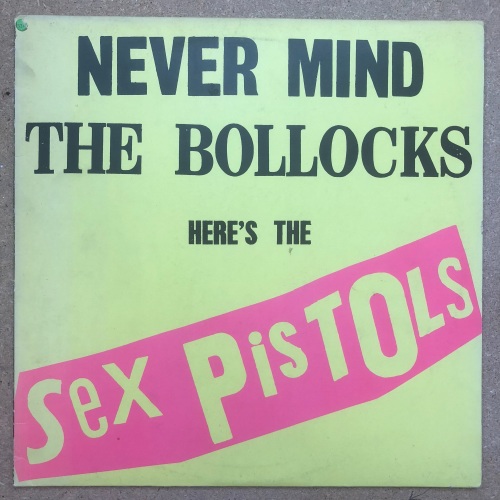 NEVER MIND
THE BOLLOCKS
HERE'S THE
Sex PiSTOLS